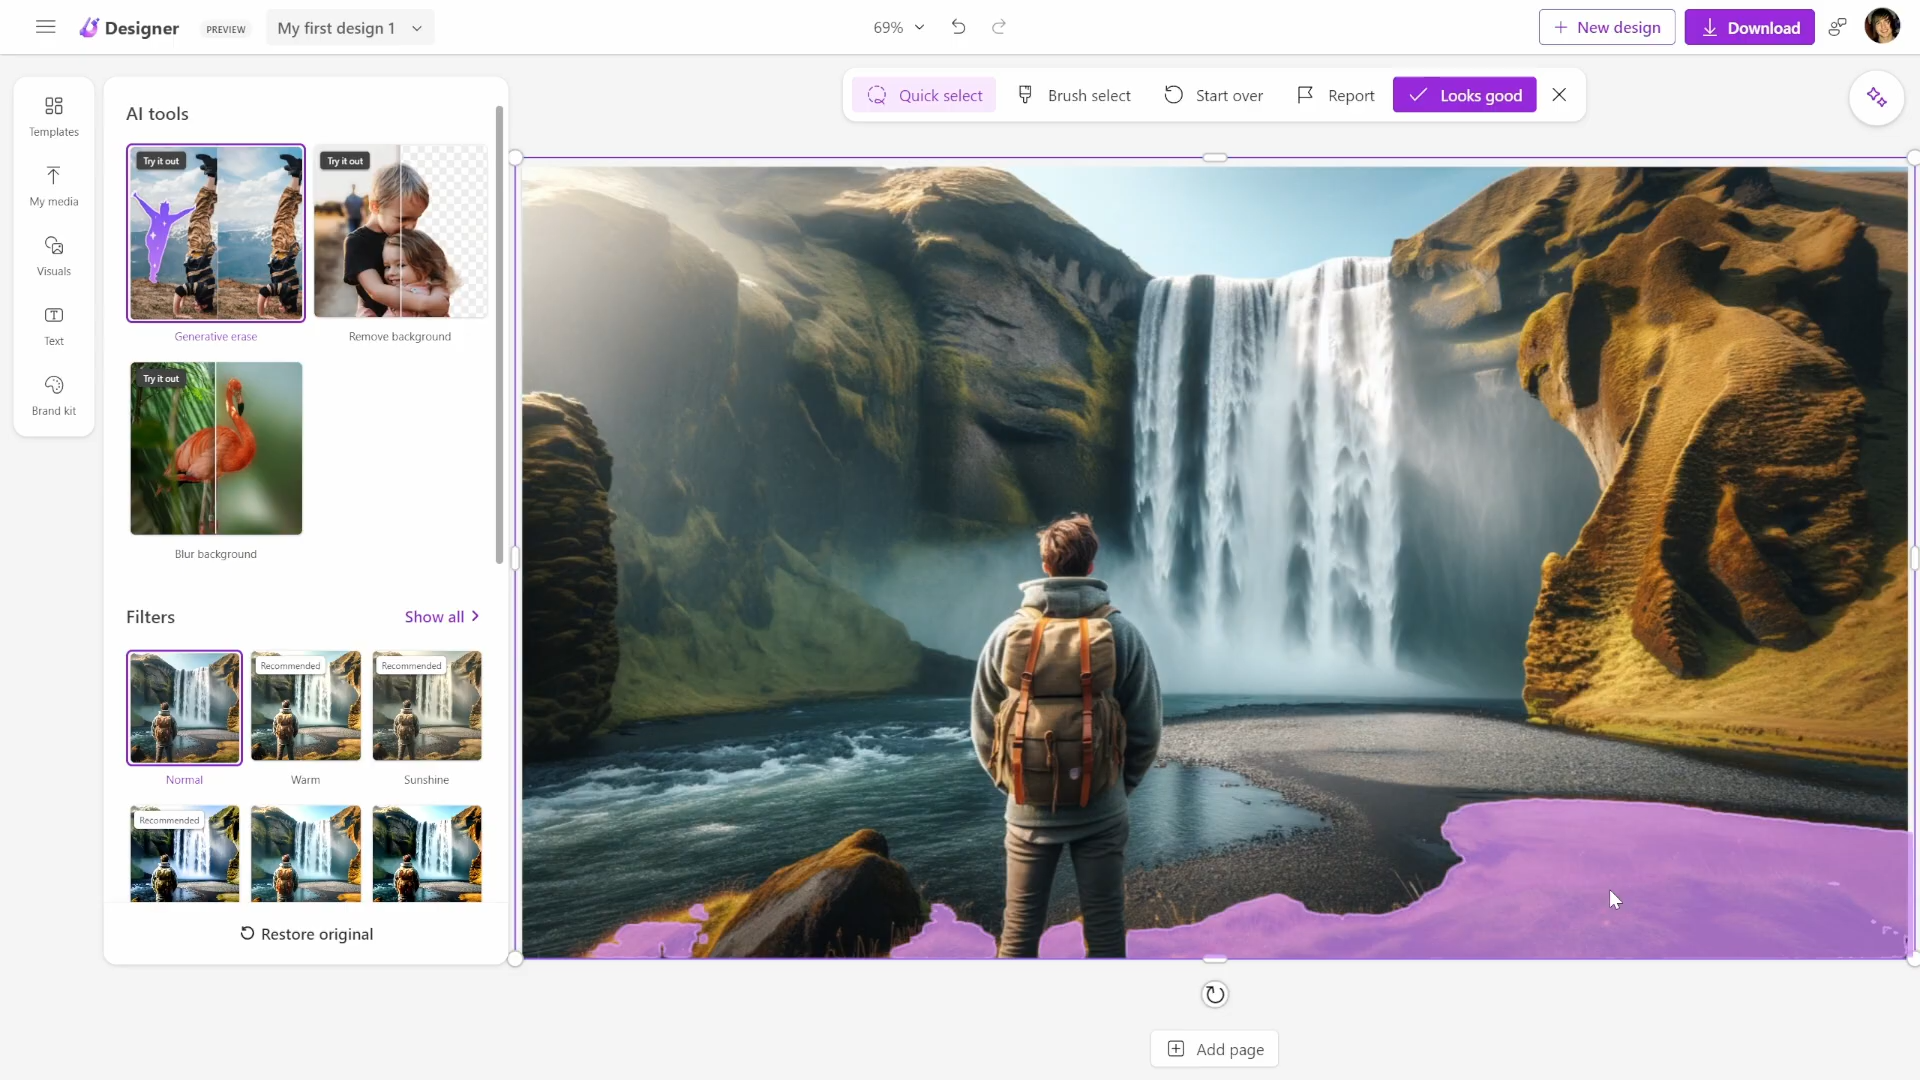 Designer
PREVIEW
My first design 1
69%
New design
Download
Templates
My media
Visuals
Text
Brand kit
AI tools
Try it out
Try it out
Generative erase
Remove background
Try it out
Blur background
Filters
Show all
Recommended
Recommended
Normal
Warm
Sunshine
Recommended
Restore original
Quick select
Brush select
Start over
Report
Looks good
Add page